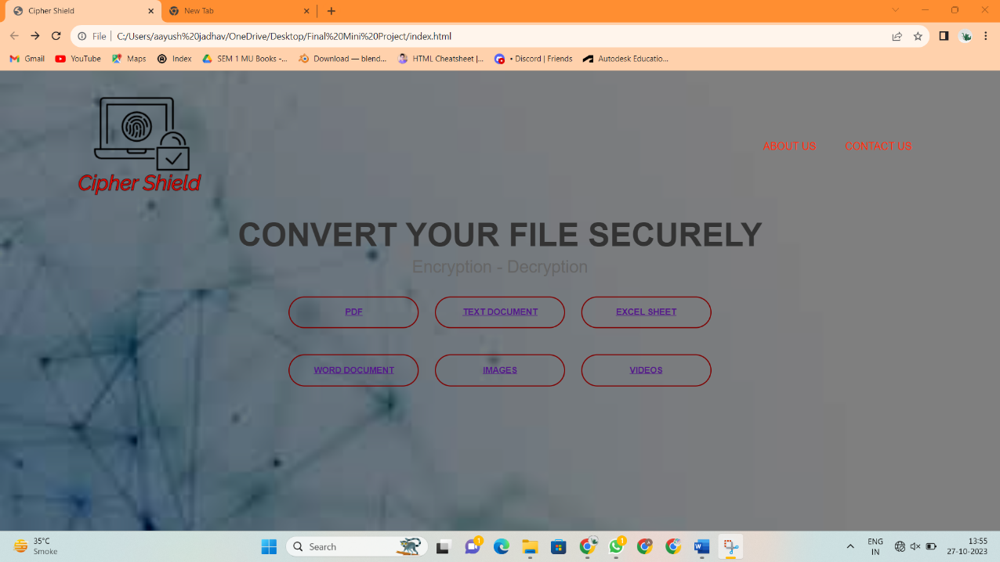 Cipher Shield
New Tab
File
C:/Users/aayush%20jadhav/OneDrive/Desktop/Final%20Mini%20Project/index.html
Gmail
YouTube
Maps
Index
SEM 1 MU Books -...
Download — blend...
HTML Cheatsheet |...
• Discord | Friends
Autodesk Educatio...
Cipher Shield
ABOUT US
CONTACT US
CONVERT YOUR FILE SECURELY
Encryption - Decryption
PDF
TEXT DOCUMENT
EXCEL SHEET
WORD DOCUMENT
IMAGES
VIDEOS
35°C
Smoke
Search
1
1
ENG
IN
13:55
27-10-2023